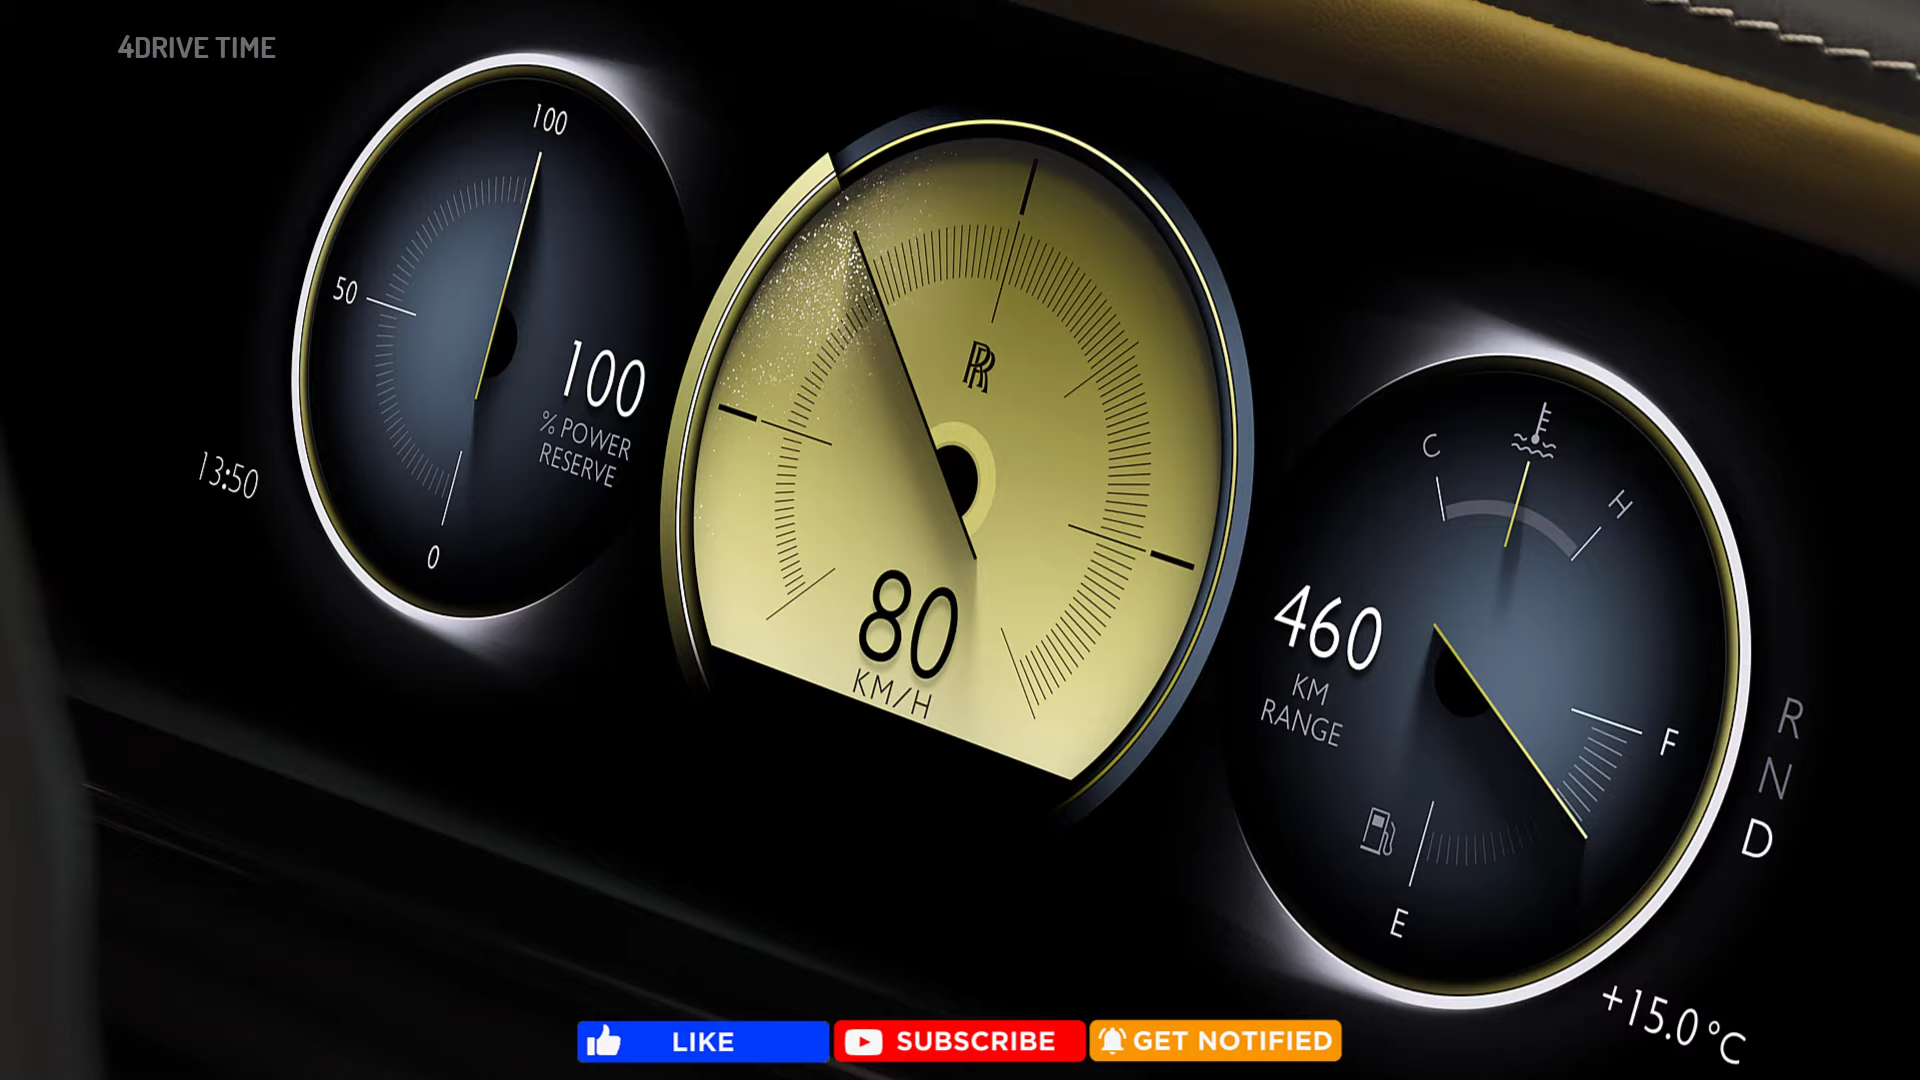 4DRIVE TIME
100
50
100
% POWER
RESERVE
0
13:50
RR
80
KM/H
C
H
460
KM
RANGE
F
E
R
N
D
+15.0 °C
LIKE
SUBSCRIBE
GET NOTIFIED